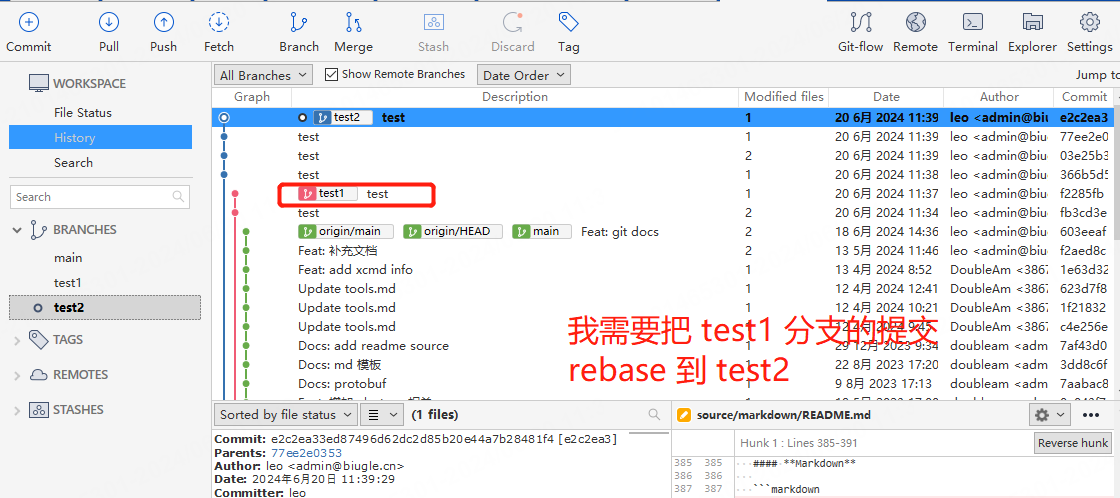 Commit Pull Push Fetch Branch Merge Stash Discard Tag Git-flow Remote Terminal Explorer Settings
WORKSPACE
File Status
History
Search
Search
BRANCHES
main
test1
test2
TAGS
REMOTES
STASHES
All Branches Show Remote Branches Date Order Jump to
Graph Description Modified files Date Author Commit
test2 test 1 20 6月 2024 11:39 leo <admin@biug e2c2ea3
test 1 20 6月 2024 11:39 leo <admin@biu 77ee2e0
test 2 20 6月 2024 11:39 leo <admin@biu 03e25b3
test 1 20 6月 2024 11:38 leo <admin@biu 366b5d5
test1 test 1 20 6月 2024 11:37 leo <admin@biu f2285fb
test 2 20 6月 2024 11:34 leo <admin@biu fb3cd3e
origin/main origin/HEAD main Feat: git docs 2 18 6月 2024 14:36 leo <admin@biu 603eeaf
Feat: 补充文档 2 13 5月 2024 11:46 leo <admin@biu f2aed8c
Feat: add xcmd info 1 13 4月 2024 8:52 DoubleAm <3867 1e63d32
Update tools.md 1 12 4月 2024 12:41 DoubleAm <3867 623d7f8
Update tools.md 1 12 4月 2024 10:21 DoubleAm <3867 1f21832
Update tools.md 1 12 4月 2024 9:45 DoubleAm <3867 c4e256e
Docs: add readme source 29 12月 2023 9:34 doubleam <3867 7af43d0
Docs: md 模板 1 22 8月 2023 17:14 doubleam <3867 3dd8c6f
Docs: protobuf 1 9 8月 2023 17:13 doubleam <3867 7aabac8
我需要把 test1 分支的提交
rebase 到 test2
Sorted by file status (1 files)
Commit: e2c2ea33ed87496d62dc2d85b20e44a7b28481f4 [e2c2ea3]
Parents: 77ee2e0353
Author: leo <admin@biugle.cn>
Date: 2024年6月20日 11:39:29
Committer: leo
source/markdown/README.md
Hunk 1 : Lines 385-391 Reverse hunk
385 385 #### **Markdown**
386 386
387 387 ```markdown